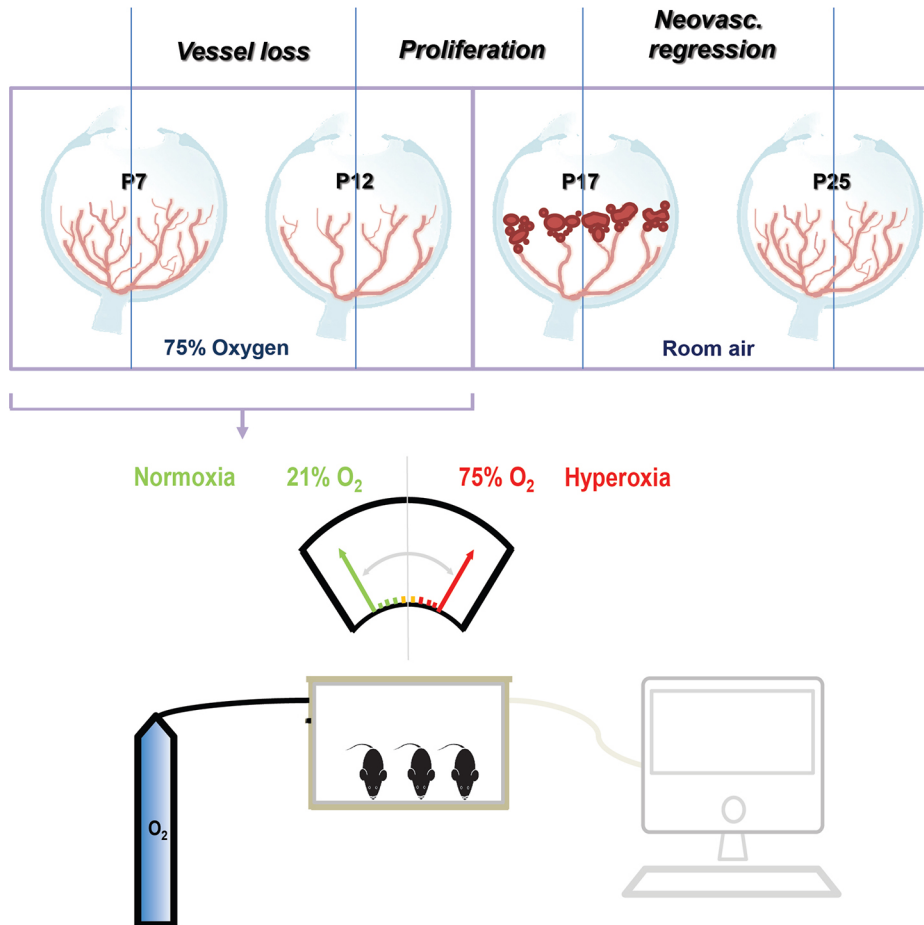 Vessel loss
Proliferation
Neovasc.
regression
P7
P12
P17
P25
75% Oxygen
Room air
Normoxia
21% O₂
75% O₂
Hyperoxia
O₂